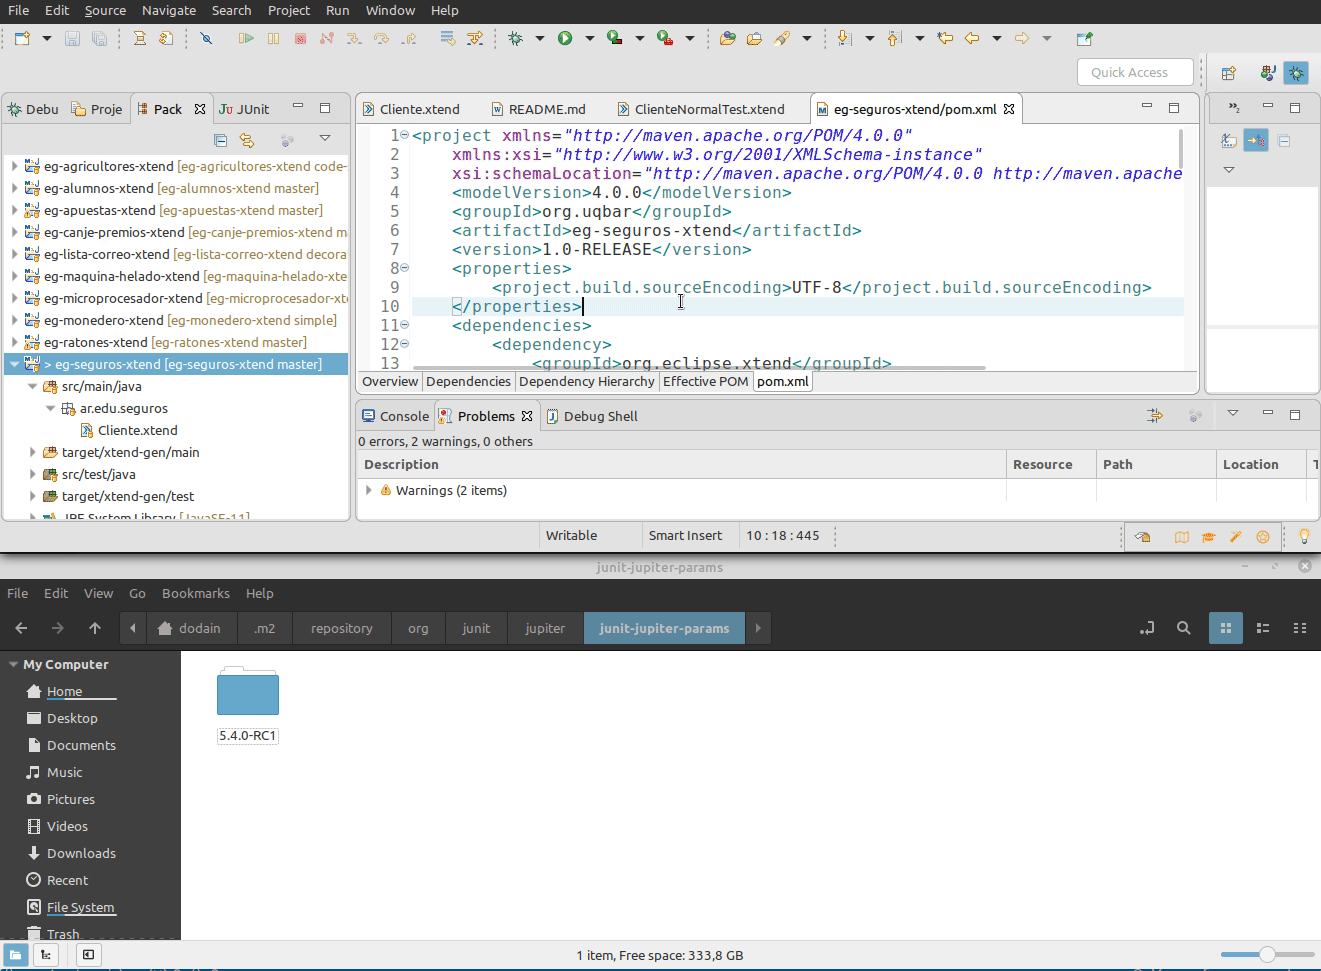 File Edit Source Navigate Search Project Run Window Help
Quick Access
Debu Proje Pack JUnit
eg-agricultores-xtend [eg-agricultores-xtend code-
eg-alumnos-xtend [eg-alumnos-xtend master]
eg-apuestas-xtend [eg-apuestas-xtend master]
eg-canje-premios-xtend [eg-canje-premios-xtend m
eg-lista-correo-xtend [eg-lista-correo-xtend decora
eg-maquina-helado-xtend [eg-maquina-helado-xte
eg-microprocesador-xtend [eg-microprocesador-xt
eg-monedero-xtend [eg-monedero-xtend simple]
eg-ratones-xtend [eg-ratones-xtend master]
> eg-seguros-xtend [eg-seguros-xtend master]
src/main/java
ar.edu.seguros
Cliente.xtend
target/xtend-gen/main
src/test/java
target/xtend-gen/test
JRE System Library [JavaSE-11]
Cliente.xtend README.md ClienteNormalTest.xtend eg-seguros-xtend/pom.xml
1 <project xmlns="http://maven.apache.org/POM/4.0.0"
2 xmlns:xsi="http://www.w3.org/2001/XMLSchema-instance"
3 xsi:schemaLocation="http://maven.apache.org/POM/4.0.0 http://maven.apache
4 <modelVersion>4.0.0</modelVersion>
5 <groupId>org.uqbar</groupId>
6 <artifactId>eg-seguros-xtend</artifactId>
7 <version>1.0-RELEASE</version>
8 <properties>
9 <project.build.sourceEncoding>UTF-8</project.build.sourceEncoding>
10 </properties>
11 <dependencies>
12 <dependency>
13 <groupId>org.eclipse.xtend</groupId>
Overview Dependencies Dependency Hierarchy Effective POM pom.xml
2
Console Problems Debug Shell
0 errors, 2 warnings, 0 others
Description Resource Path Location T
Warnings (2 items)
Writable Smart Insert 10 : 18 : 445
junit-jupiter-params
File Edit View Go Bookmarks Help
dodain .m2 repository org junit jupiter junit-jupiter-params
My Computer
Home
Desktop
Documents
Music
Pictures
Videos
Downloads
Recent
File System
Trash
5.4.0-RC1
1 item, Free space: 333,8 GB